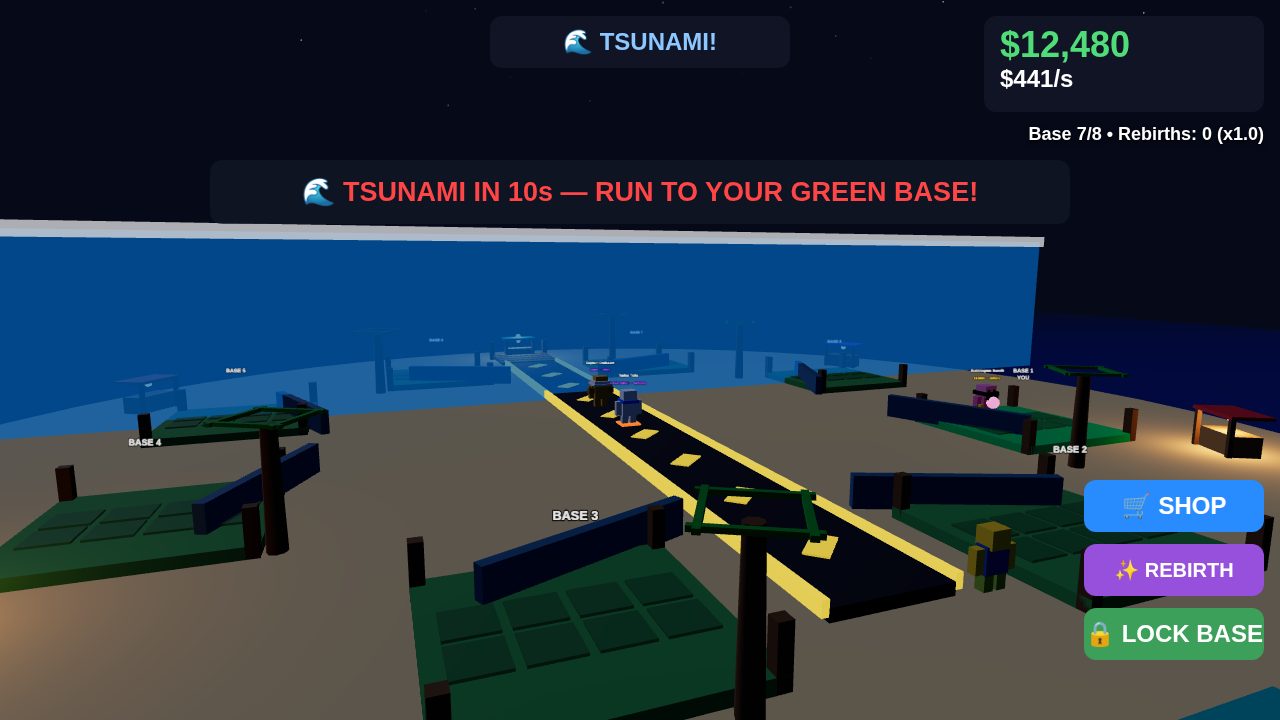 🌊 TSUNAMI!
$12,480
$441/s
Base 7/8 • Rebirths: 0 (x1.0)
🌊 TSUNAMI IN 10s — RUN TO YOUR GREEN BASE!
BASE 5
BASE 1
YOU
BASE 4
BASE 2
BASE 3
🛒 SHOP
✨ REBIRTH
🔒 LOCK BASE